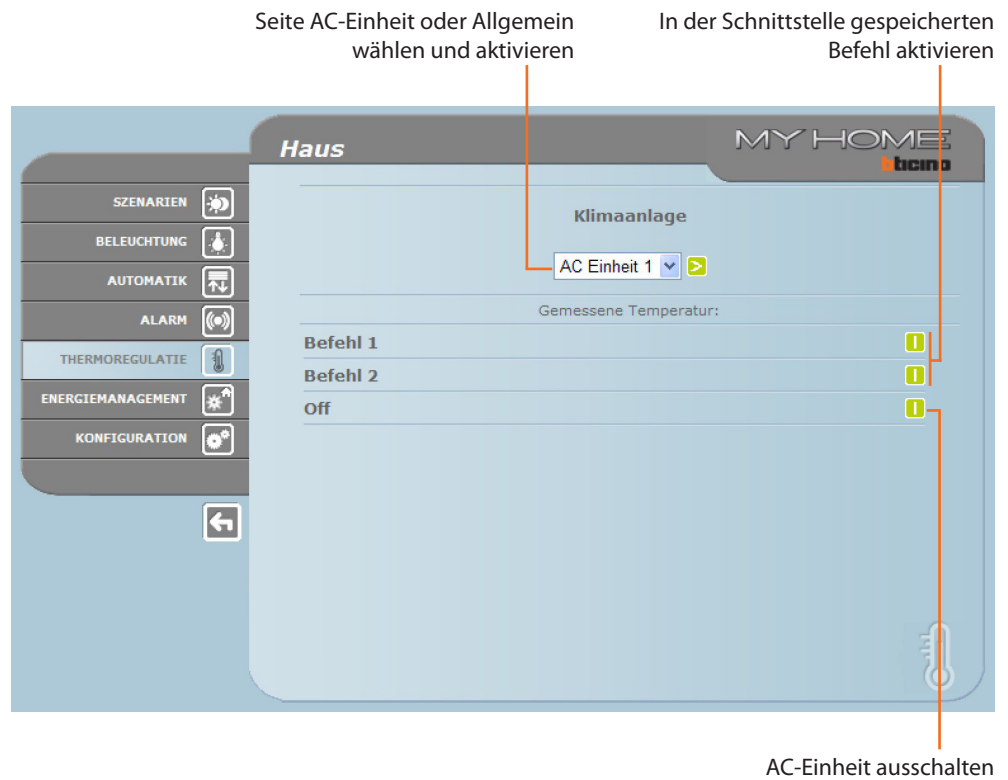 Seite AC-Einheit oder Allgemein
wählen und aktivieren
In der Schnittstelle gespeicherten
Befehl aktivieren
Haus
MY HOME
bticino
SZENARIEN
BELEUCHTUNG
AUTOMATIK
ALARM
THERMOREGULATIE
ENERGIEMANAGEMENT
KONFIGURATION
Klimaanlage
AC Einheit 1
Gemessene Temperatur:
Befehl 1
Befehl 2
Off
AC-Einheit ausschalten